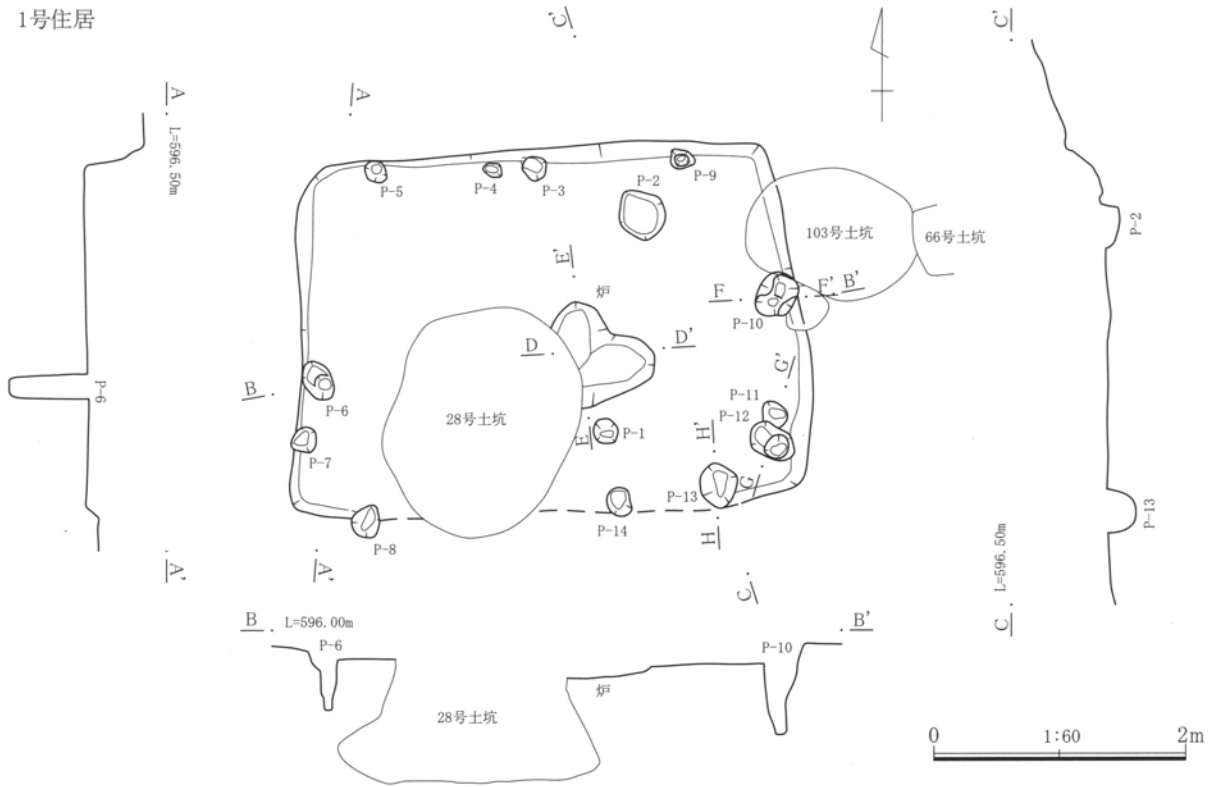 1号住居
C'
C'
A
A
L=596.50m
P-5
P-4
P-3
P-2
P-9
P-2
103号土坑
66号土坑
E'
炉
F
F'
B'
P-10
D
D'
G'
P-6
B
P-6
28号土坑
P-11
P-12
H'
P-7
E
P-1
G
P-13
P-8
P-14
H
P-13
A'
A'
C
L=596.50m
C
B
L=596.00m
B'
P-6
P-10
炉
28号土坑
0
1:60
2m